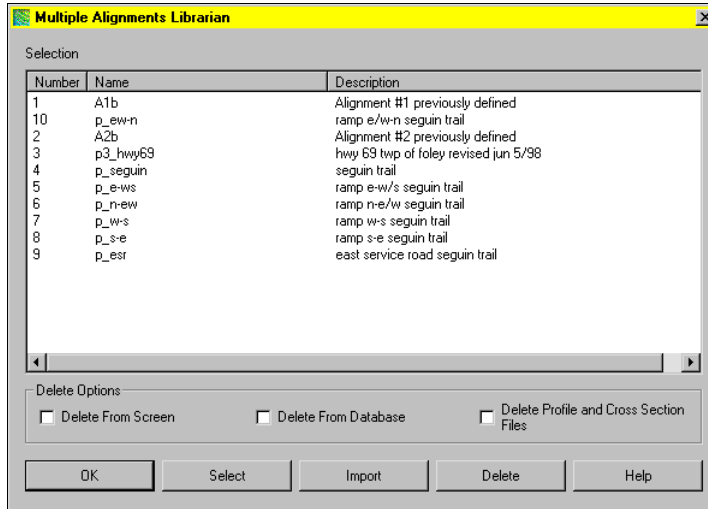 Multiple Alignments Librarian
Selection
Number Name Description
1 A1b Alignment #1 previously defined
10 p_ew-n ramp e/w-n seguin trail
2 A2b Alignment #2 previously defined
3 p3_hwy69 hwy 69 twp of foley revised jun 5/98
4 p_seguin seguin trail
5 p_e-ws ramp e-w/s seguin trail
6 p_n-ew ramp n-e/w seguin trail
7 p_w-s ramp w-s seguin trail
8 p_s-e ramp s-e seguin trail
9 p_esr east service road seguin trail
Delete Options
Delete From Screen Delete From Database Delete Profile and Cross Section
Files
OK Select Import Delete Help